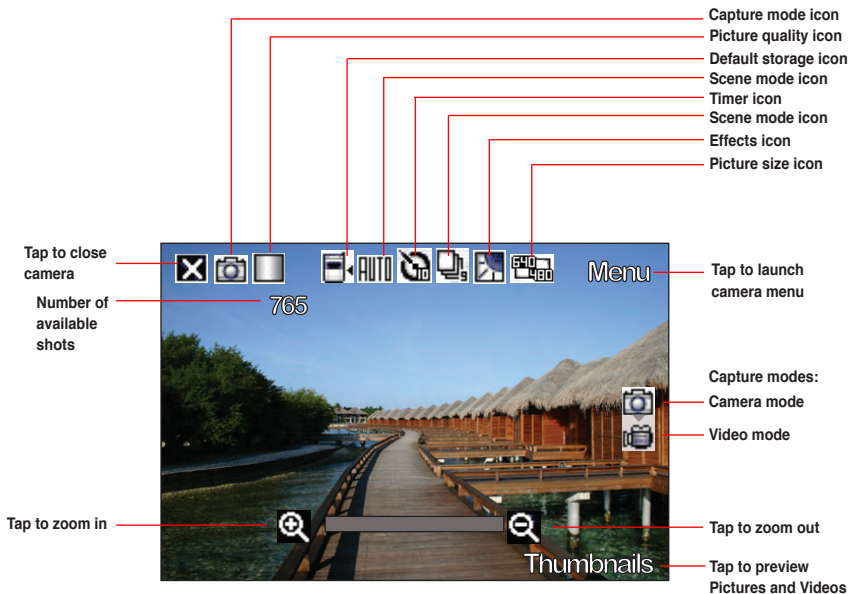 Capture mode icon
Picture quality icon
Default storage icon
Scene mode icon
Timer icon
Scene mode icon
Effects icon
Picture size icon
Tap to close
camera
AUTO
10
9
640
480
Menu
Tap to launch
camera menu
Number of
available
shots
765
Capture modes:
Camera mode
Video mode
Tap to zoom in
Tap to zoom out
Thumbnails
Tap to preview
Pictures and Videos